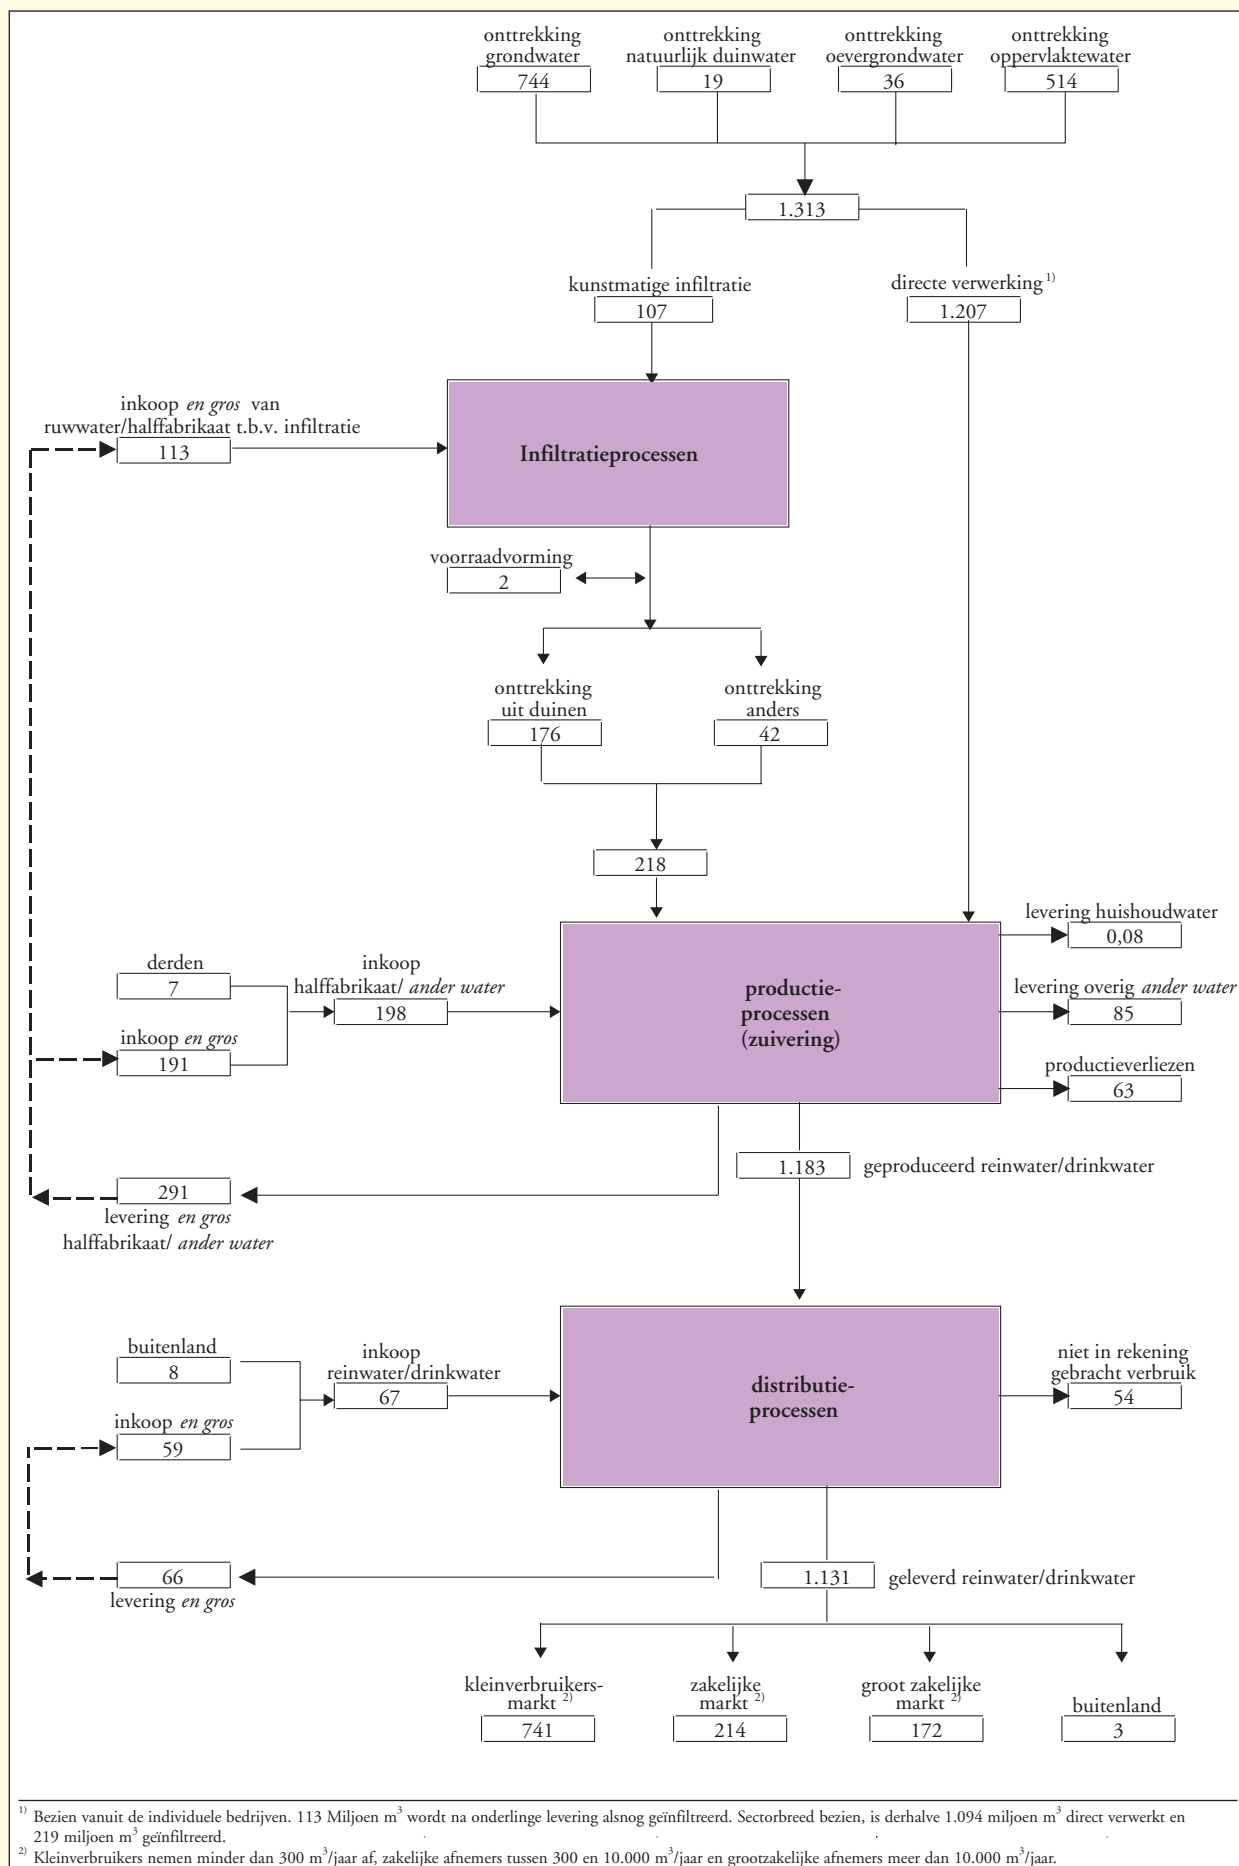 onttrekking
grondwater
744
onttrekking
natuurlijk duinwater
19
onttrekking
oevergrondwater
36
onttrekking
oppervlaktewater
514
1.313
kunstmatige infiltratie
107
directe verwerking 1)
1.207
inkoop en gros van
ruwwater/halffabrikaat t.b.v. infiltratie
113
Infiltratieprocessen
voorraadvorming
2
onttrekking
uit duinen
176
onttrekking
anders
42
218
levering huishoudwater
0,08
derden
7
inkoop
halffabrikaat/ ander water
198
inkoop en gros
191
productie-
processen
(zuivering)
levering overig ander water
85
productieverliezen
63
1.183
geproduceerd reinwater/drinkwater
291
levering en gros
halffabrikaat/ ander water
buitenland
8
inkoop
reinwater/drinkwater
67
inkoop en gros
59
distributie-
processen
niet in rekening
gebracht verbruik
54
66
levering en gros
1.131
geleverd reinwater/drinkwater
kleinverbruikers-
markt 2)
741
zakelijke
markt 2)
214
groot zakelijke
markt 2)
172
buitenland
3
1) Bezien vanuit de individuele bedrijven. 113 Miljoen m³ wordt na onderlinge levering alsnog geïnfiltreerd. Sectorbreed bezien, is derhalve 1.094 miljoen m³ direct verwerkt en
219 miljoen m³ geïnfiltreerd.
2) Kleinverbruikers nemen minder dan 300 m³/jaar af, zakelijke afnemers tussen 300 en 10.000 m³/jaar en grootzakelijke afnemers meer dan 10.000 m³/jaar.